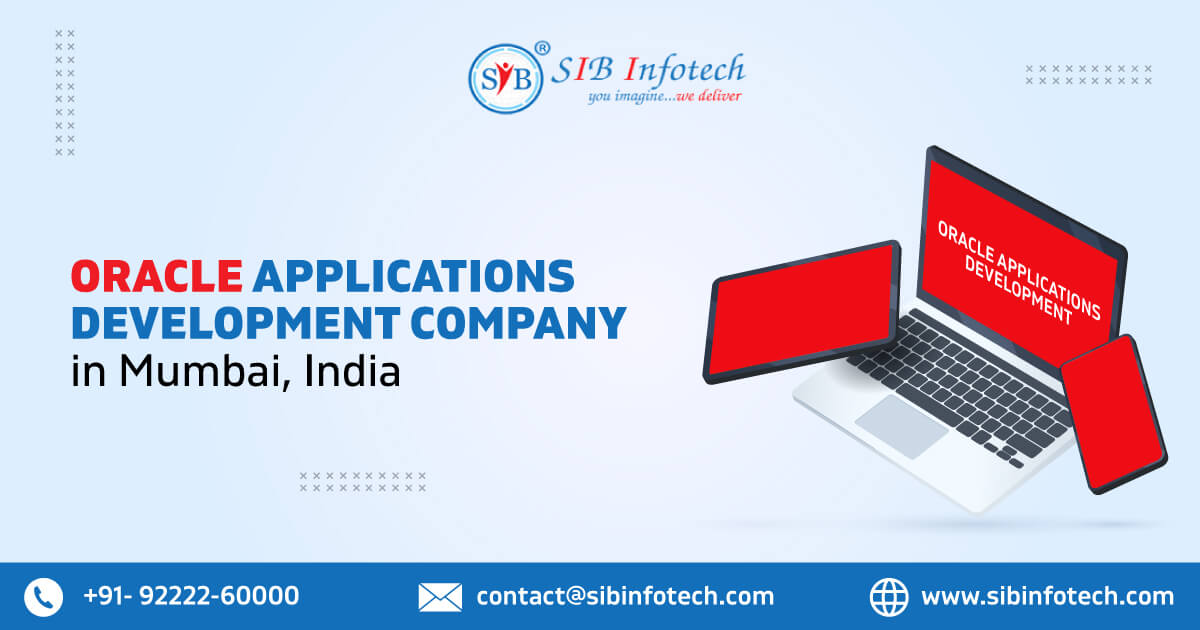 SIB ® SIB Infotech
you imagine...we deliver
ORACLE APPLICATIONS
DEVELOPMENT COMPANY
in Mumbai, India
ORACLE APPLICATIONS
DEVELOPMENT
+91- 92222-60000
contact@sibinfotech.com
www.sibinfotech.com